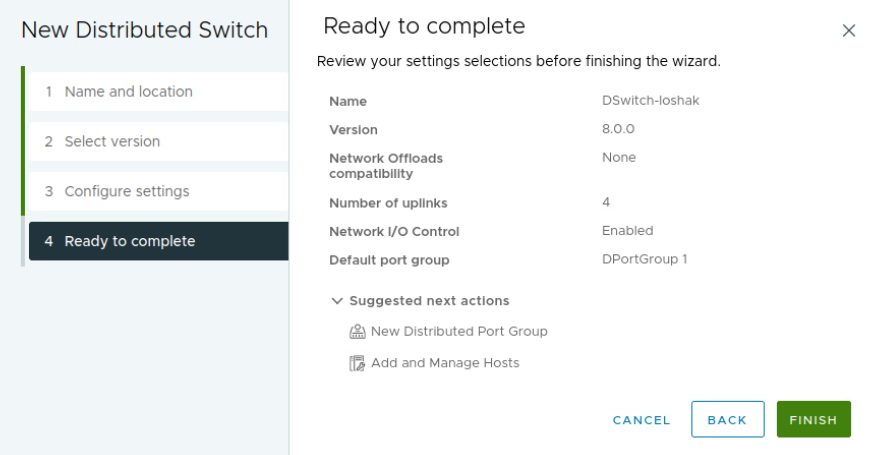 New Distributed Switch
1 Name and location
2 Select version
3 Configure settings
4 Ready to complete
Ready to complete
Review your settings selections before finishing the wizard.
Name DSwitch-loshak
Version 8.0.0
Network Offloads compatibility None
Number of uplinks 4
Network I/O Control Enabled
Default port group DPortGroup 1
Suggested next actions
New Distributed Port Group
Add and Manage Hosts
CANCEL BACK FINISH